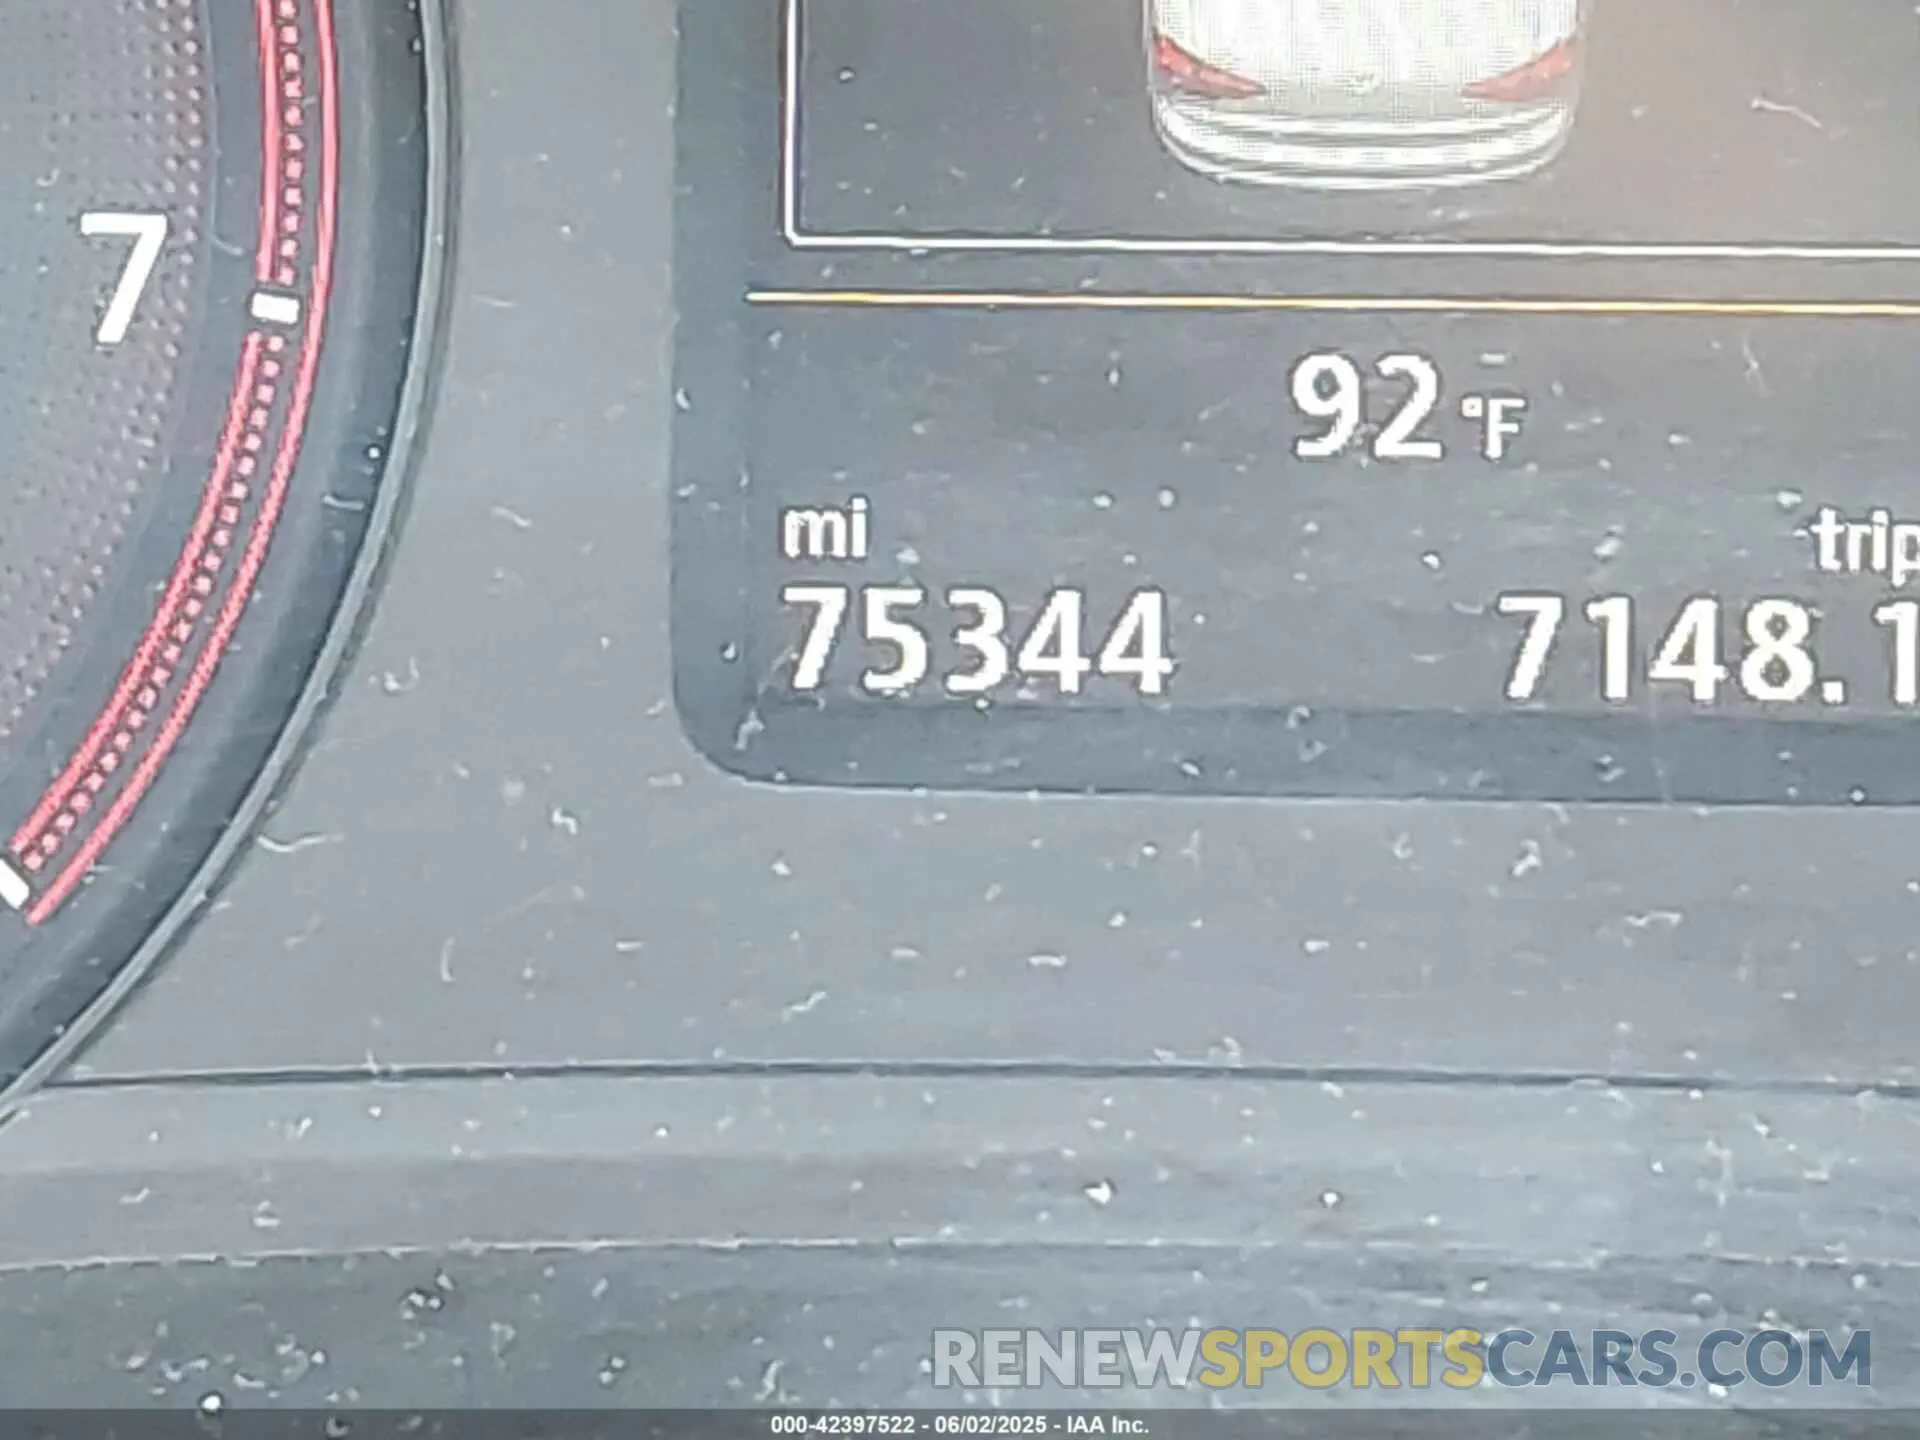 7
92 °F
mi
trip
75344
7148.1
RENEWSPORTSCARS.COM
000-42397522 - 06/02/2025 - IAA Inc.